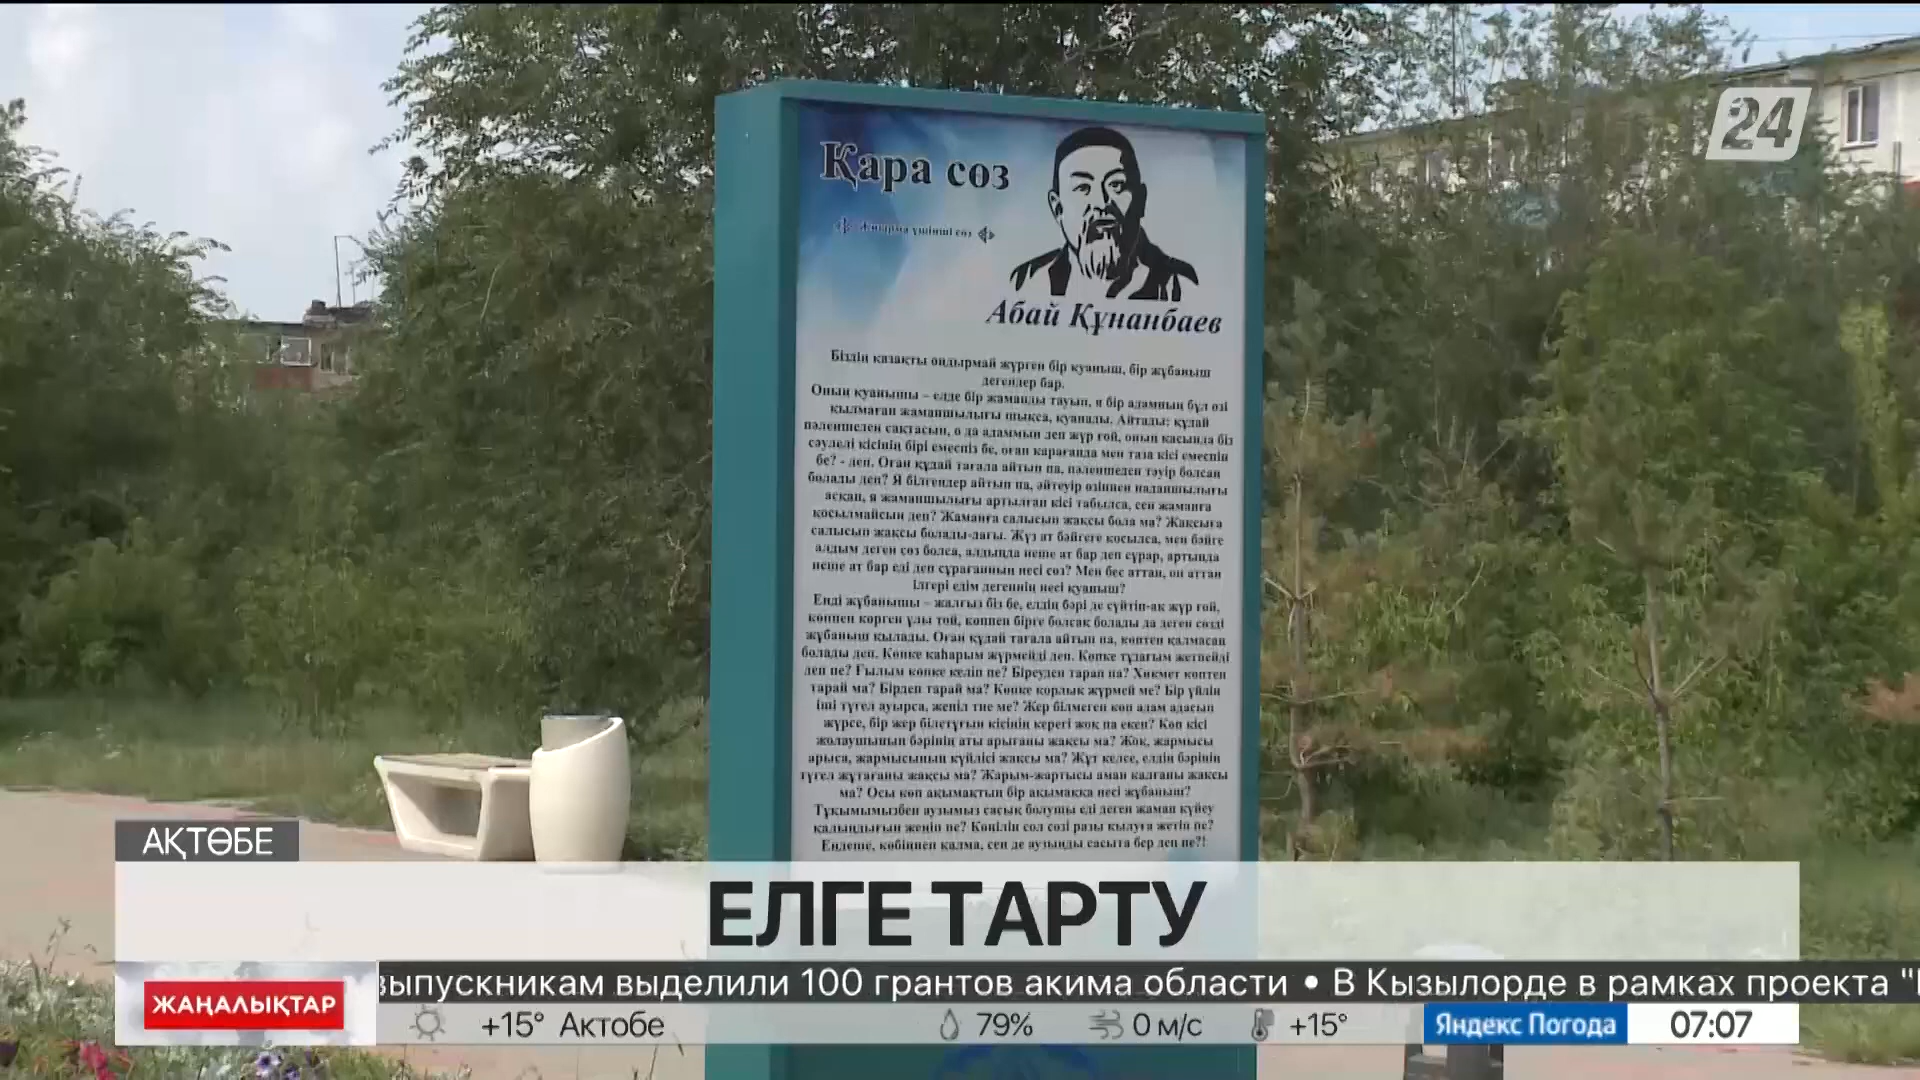 24
Қара сөз
Жиырма үшінші сөз
Абай Құнанбаев
Біздің қазақты оңдырмай жүрген бір қуаныш, бір жұбаныш
дегендер бар.
Оның қуанышы – елде бір жаманды тауып, я бір адамның бұл өзі
қылмаған жаманшылығы шықса, қуанады. Айтады: құдай
пәленшеден сақтасын, о да адаммын деп жүр ғой, оның қасында біз
сәулелі кісінің бірі емеспіз бе, оған қарағанда мен таза кісі емеспін
бе? - деп. Оған құдай тағала айтып па, пәленшеден тәуір болсаң
болады деп? Я білгендер айтып па, әйтеуір өзіңнен надаңшылығы
асқан, я жаманшылығы артылған кісі табылса, сен жаманға
қосылмайсың деп? Жаманға салысып жақсы бола ма? Жақсыға
салысып жақсы болады-дағы. Жүз ат бәйгеге қосылса, мен бәйге
алдым деген сөз болса, алдыңда неше ат бар деп сұрар, артыңда
неше ат бар еді деп сұрағанның несі сөз? Мен бес аттан, он аттан
ілгері едім дегеннің несі қуаныш?
Енді жұбанышы – жалғыз біз бе, елдің бәрі де сүйтіп-ақ жүр ғой,
көппен көрген ұлы той, көппен бірге болсақ болады да деген сөзді
жұбаныш қылады. Оған құдай тағала айтып па, көптен қалмасаң
болады деп. Көпке қаһарым жүрмейді деп. Көпке тұзағым жетпейді
деп пе? Ғылым көпке келіп пе? Біреуден тарап па? Хикмет көптен
тарай ма? Бірден тарай ма? Көпке қорлық жүрмей ме? Бір үйдің
іші түгел ауырса, жеңіл тие ме? Жер білмеген көп адам адасып
жүрсе, бір жер білетұғын кісінің керегі жоқ па екен? Көп кісі
жолаушының бәрінің аты арығаны жақсы ма? Жоқ, жармысы
арыса, жармысының күйлісі жақсы ма? Жұт келсе, елдің бәрінің
түгел жұтағаны жақсы ма? Жарым-жартысы аман қалғаны жақсы
ма? Осы көп ақымақтың бір ақымаққа несі жұбаныш?
Тұқымымызбен аузымыз сасық болушы еді деген жаман күйеу
қалыңдығын жеңіп пе? Көңілін сол сөзі разы қылуға жетіп пе?
Ендеше, көбіңнен қалма, сен де аузыңды сасыта бер деп пе?!
АҚТӨБЕ
ЕЛГЕ ТАРТУ
ЖАҢАЛЫҚТАР
выпускникам выделили 100 грантов акима области • В Кызылорде в рамках проекта "
+15° Актобе 79% 0 м/с +15° Яндекс Погода 07:07